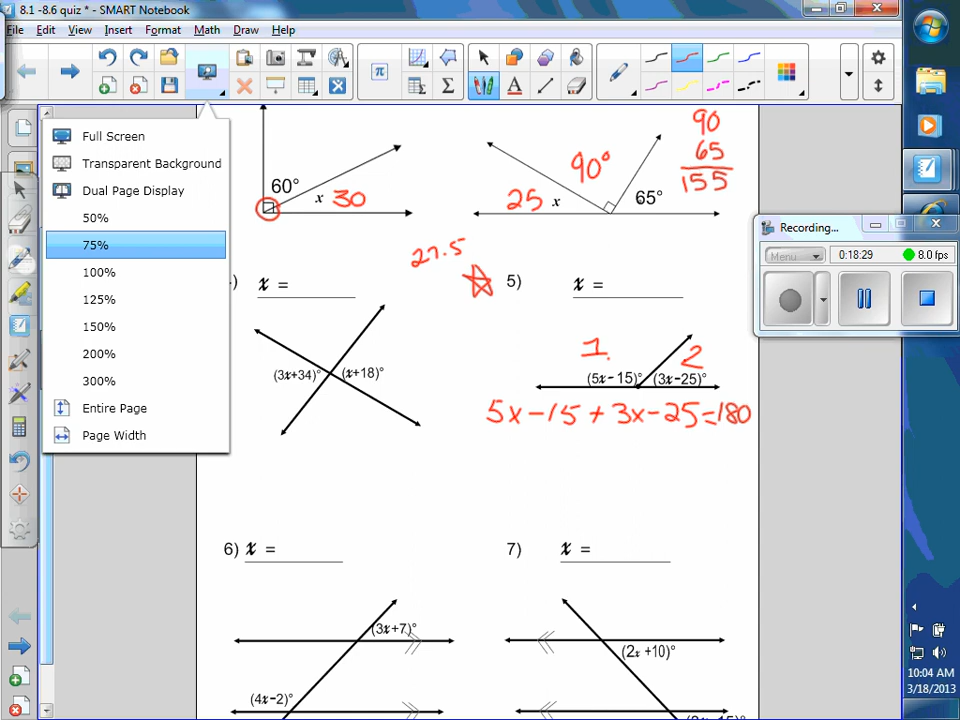 8.1 -8.6 quiz * - SMART Notebook
File Edit View Insert Format Math Draw Help
Full Screen
Transparent Background
Dual Page Display
50%
75%
100%
125%
150%
200%
300%
Entire Page
Page Width
60°
x 30
90°
25 x
65°
90
65
155
27.5
x =
5) x =
(3x+34)° (x+18)°
1. 2
(5x-15)° (3x-25)°
5x-15+3x-25=180
6) x =
7) x =
(3x+7)°
(4x-2)°
(2x +10)°
Recording...
Menu
0:18:29
8.0 fps
10:04 AM
3/18/2013